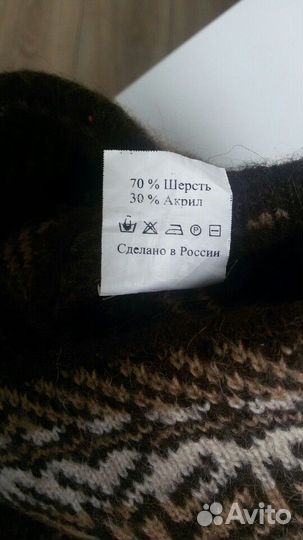 70 % Шерсть
30 % Акрил
Сделано в России
Avito